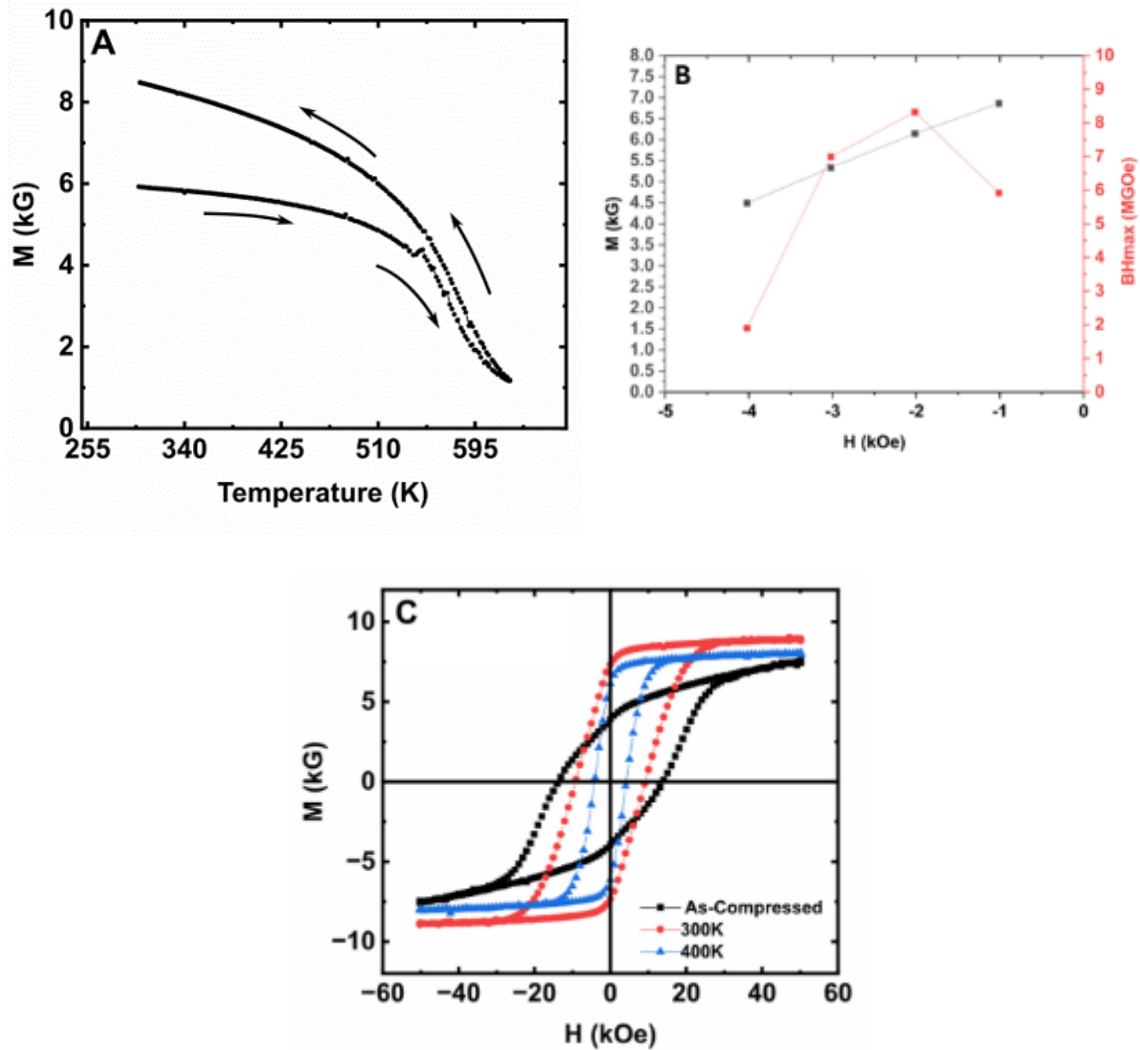 A
10
8
6
4
2
0
M (kG)
255 340 425 510 595
Temperature (K)
B
8.0
7.5
7.0
6.5
6.0
5.5
5.0
4.5
4.0
3.5
3.0
2.5
2.0
1.5
1.0
0.5
0.0
M (kG)
-5 -4 -3 -2 -1 0
H (kOe)
10
9
8
7
6
5
4
3
2
1
0
BHmax (MGOe)
C
10
5
0
−5
−10
M (kG)
As-Compressed
300K
400K
−60 −40 −20 0 20 40 60
H (kOe)